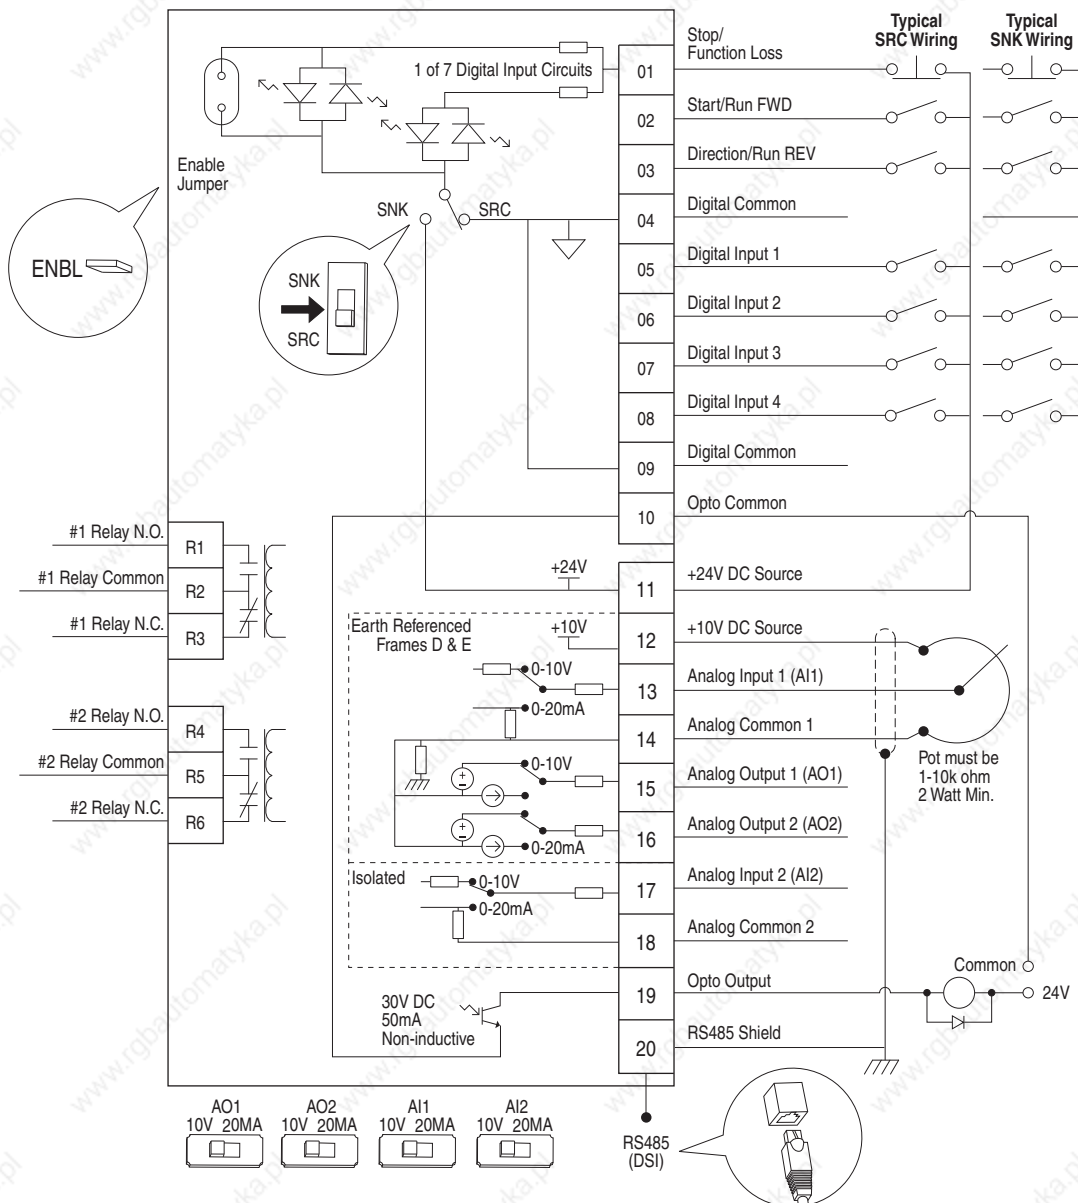 Typical
SRC Wiring
Typical
SNK Wiring
Stop/
Function Loss
01
1 of 7 Digital Input Circuits
Start/Run FWD
02
Enable
Jumper
Direction/Run REV
03
SNK
SRC
Digital Common
04
ENBL
SNK
SRC
Digital Input 1
05
Digital Input 2
06
Digital Input 3
07
Digital Input 4
08
Digital Common
09
Opto Common
10
#1 Relay N.O.
R1
#1 Relay Common
R2
#1 Relay N.C.
R3
+24V
11
+24V DC Source
Earth Referenced
Frames D & E
+10V
12
+10V DC Source
0-10V
13
Analog Input 1 (AI1)
0-20mA
14
Analog Common 1
#2 Relay N.O.
R4
#2 Relay Common
R5
#2 Relay N.C.
R6
Pot must be
1-10k ohm
2 Watt Min.
0-10V
15
Analog Output 1 (AO1)
0-20mA
16
Analog Output 2 (AO2)
Isolated
0-10V
17
Analog Input 2 (AI2)
0-20mA
18
Analog Common 2
Common
24V
30V DC
50mA
Non-inductive
19
Opto Output
20
RS485 Shield
AO1
10V 20MA
AO2
10V 20MA
AI1
10V 20MA
AI2
10V 20MA
RS485
(DSI)
www.rgbautomatyka.pl